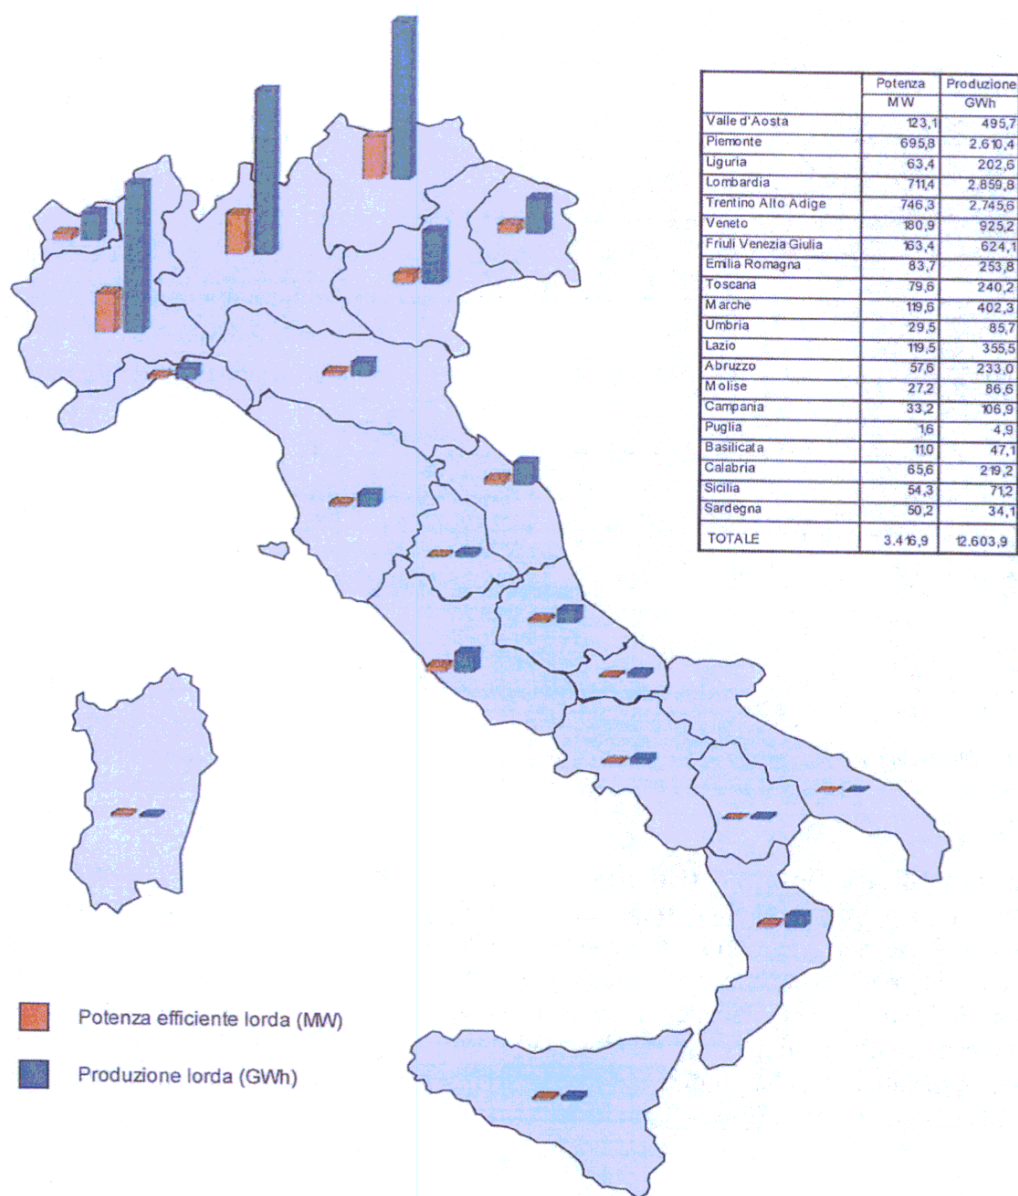 Potenza Produzione
MW GWh
Valle d'Aosta 123,1 495,7
Piemonte 695,8 2.610,4
Liguria 63,4 202,6
Lombardia 711,4 2.859,8
Trentino Alto Adige 746,3 2.745,6
Veneto 180,9 925,2
Friuli Venezia Giulia 163,4 624,1
Emilia Romagna 83,7 253,8
Toscana 79,6 240,2
Marche 119,6 402,3
Umbria 29,5 85,7
Lazio 119,5 355,5
Abruzzo 57,6 233,0
Molise 27,2 86,6
Campania 33,2 106,9
Puglia 1,6 4,9
Basilicata 11,0 47,1
Calabria 65,6 219,2
Sicilia 54,3 71,2
Sardegna 50,2 34,1
TOTALE 3.416,9 12.603,9
Potenza efficiente lorda (MW)
Produzione lorda (GWh)